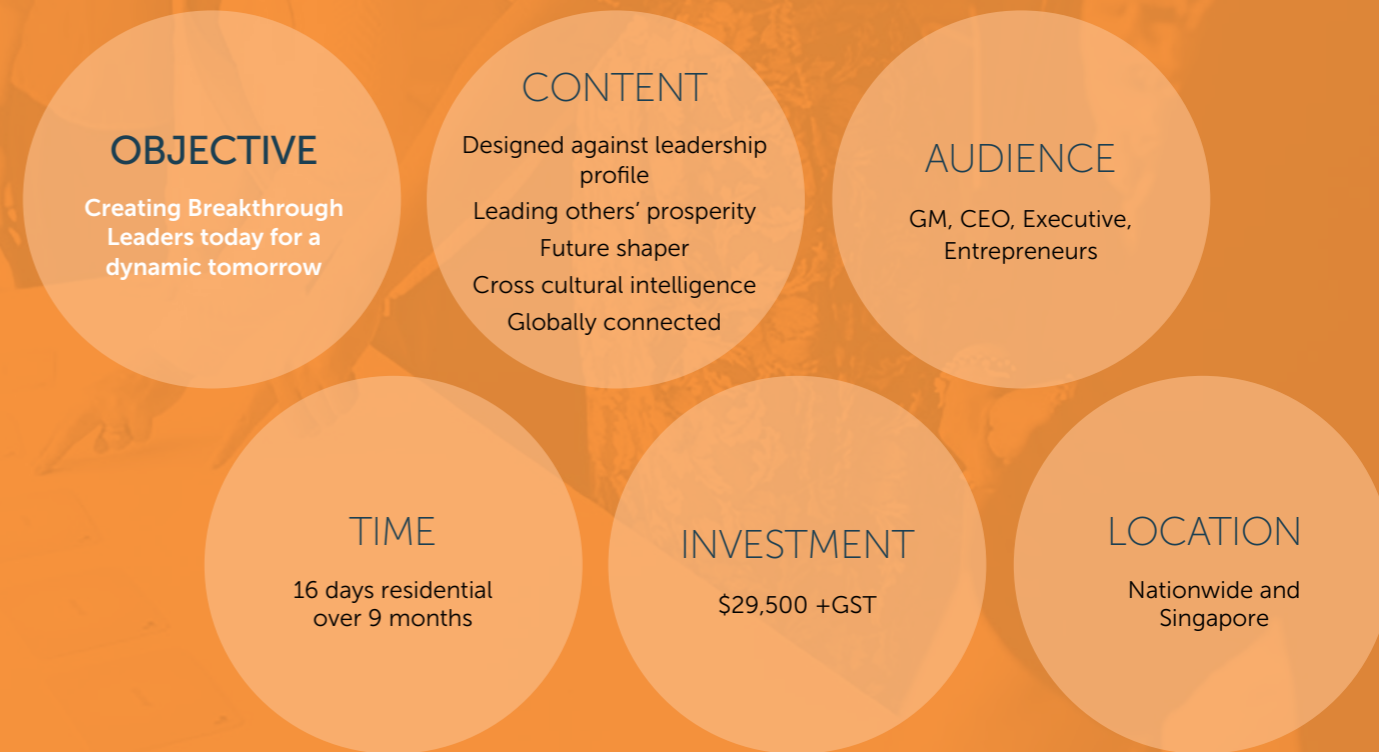 OBJECTIVE
Creating Breakthrough
Leaders today for a
dynamic tomorrow
CONTENT
Designed against leadership
profile
Leading others’ prosperity
Future shaper
Cross cultural intelligence
Globally connected
AUDIENCE
GM, CEO, Executive,
Entrepreneurs
TIME
16 days residential
over 9 months
INVESTMENT
$29,500 +GST
LOCATION
Nationwide and
Singapore